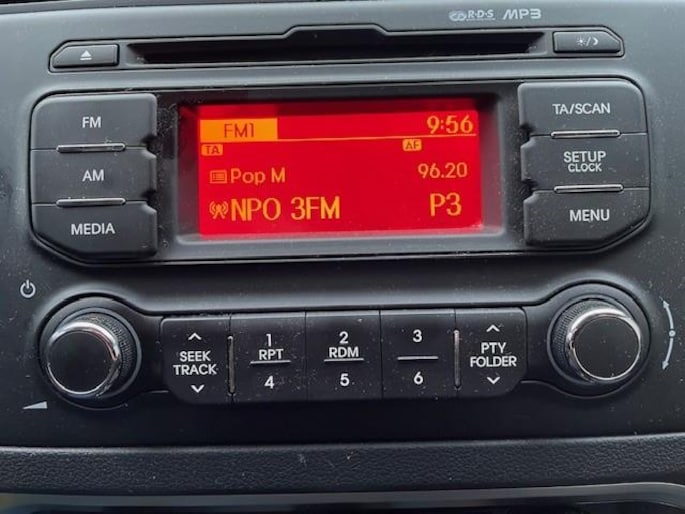 R·D·S MP3
FM
AM
MEDIA
FM1 9:56
TA AF
Pop M 96.20
NPO 3FM P3
TA/SCAN
SETUP
CLOCK
MENU
SEEK
TRACK
1
RPT
4
2
RDM
5
3
6
PTY
FOLDER